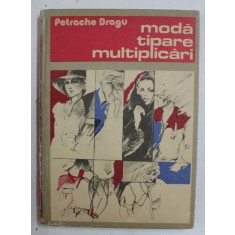 Petrache Dragu
modă
tipare
multiplicări